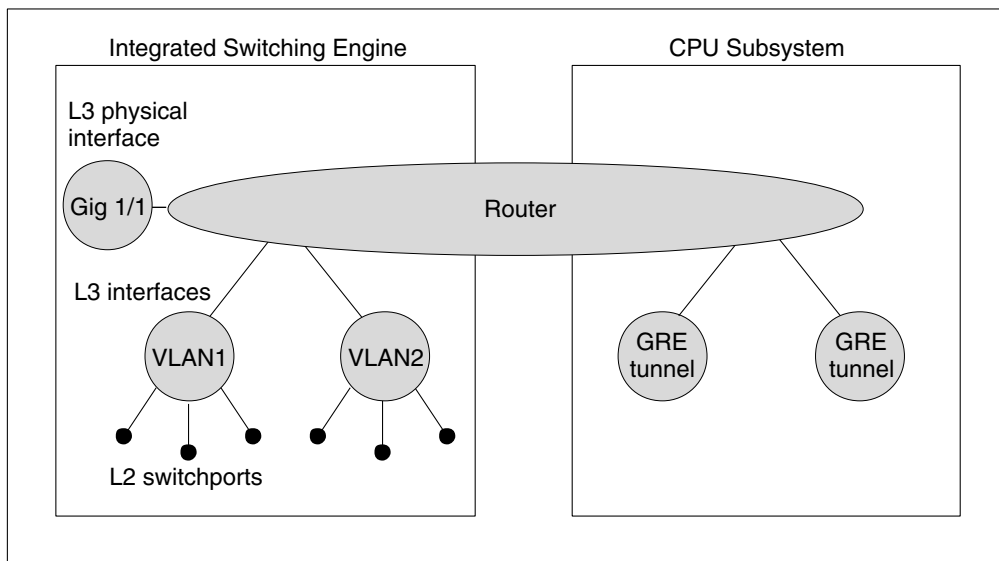 Integrated Switching Engine
CPU Subsystem
L3 physical
interface
Gig 1/1
Router
L3 interfaces
VLAN1
VLAN2
GRE
tunnel
GRE
tunnel
L2 switchports